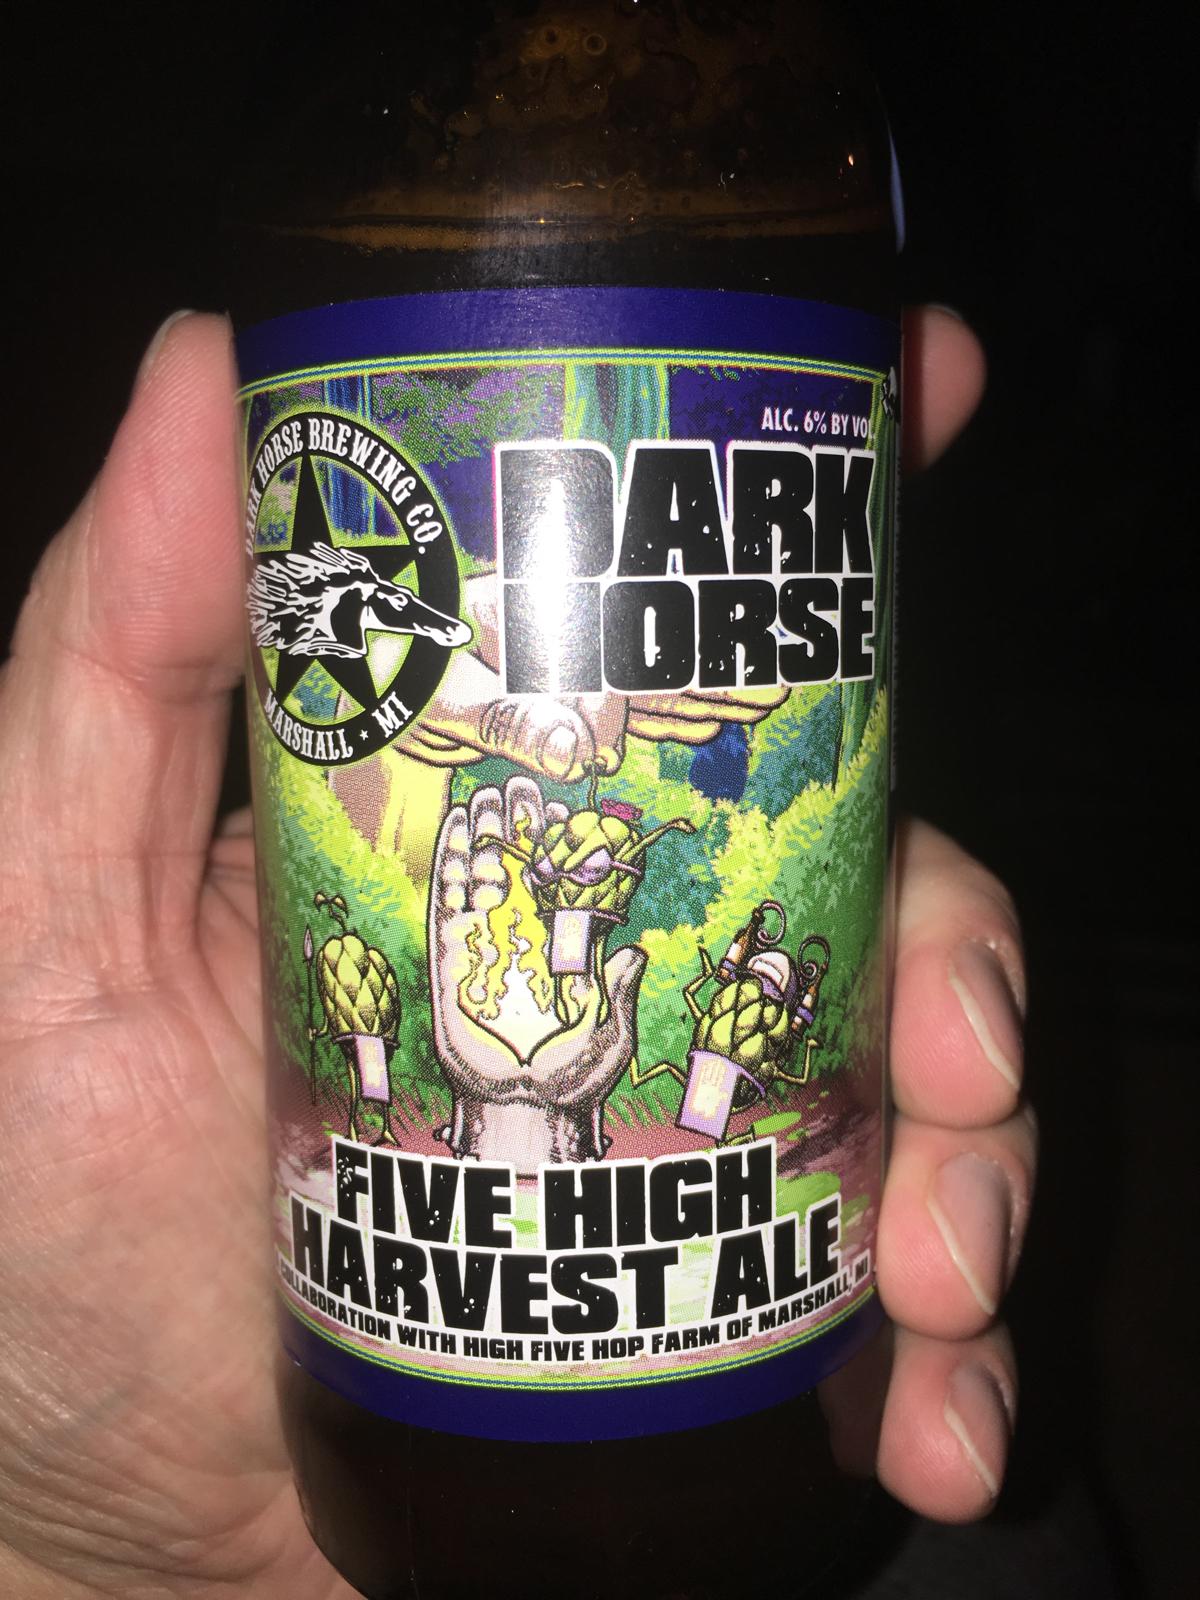 ALC. 6% BY VOL.
DARK HORSE BREWING CO.
MARSHALL ★ MI
DARK
HORSE
FIVE HIGH
HARVEST ALE
COLLABORATION WITH HIGH FIVE HOP FARM OF MARSHALL, MI